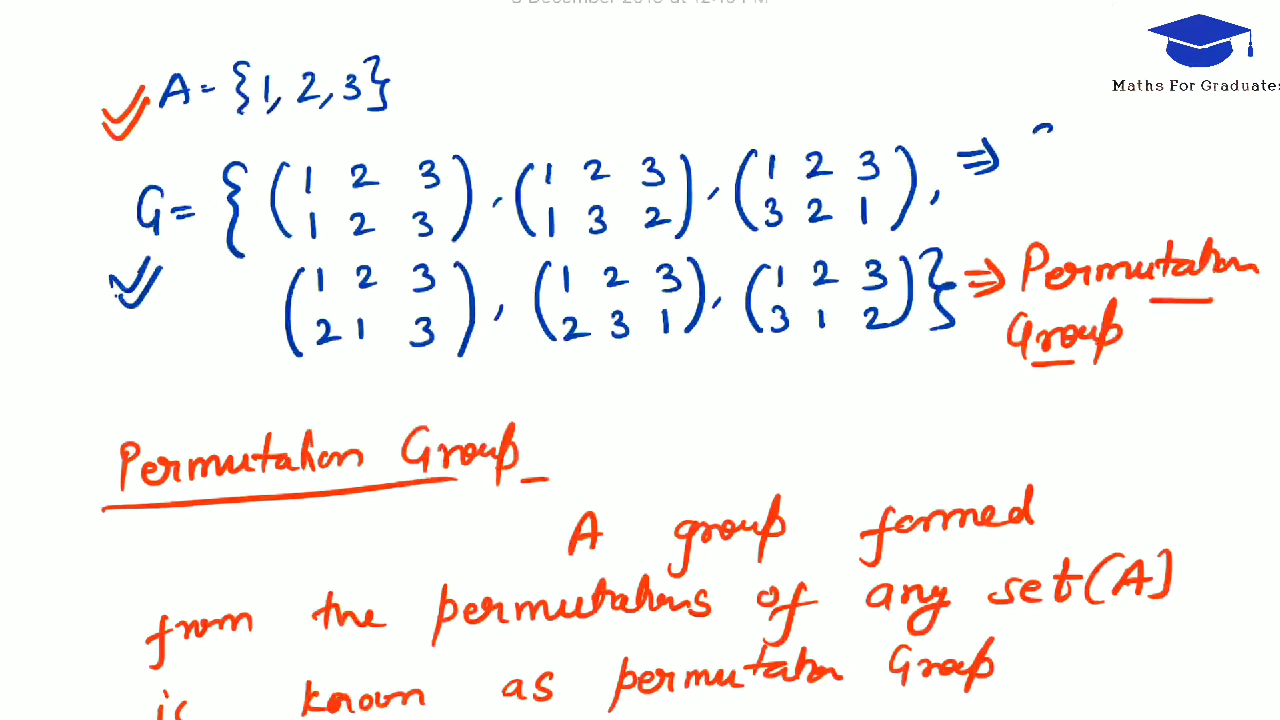 Maths For Graduates
A = {1, 2, 3}
G = { ( 1 2 3 ) , ( 1 2 3 ) , ( 1 2 3 ) , ⇒
1 2 3 1 3 2 3 2 1
( 1 2 3 ) , ( 1 2 3 ) , ( 1 2 3 ) } ⇒ Permutation
2 1 3 2 3 1 3 1 2 Group
Permutation Group
A group formed
from the permutations of any set (A)
is known as permutation Group